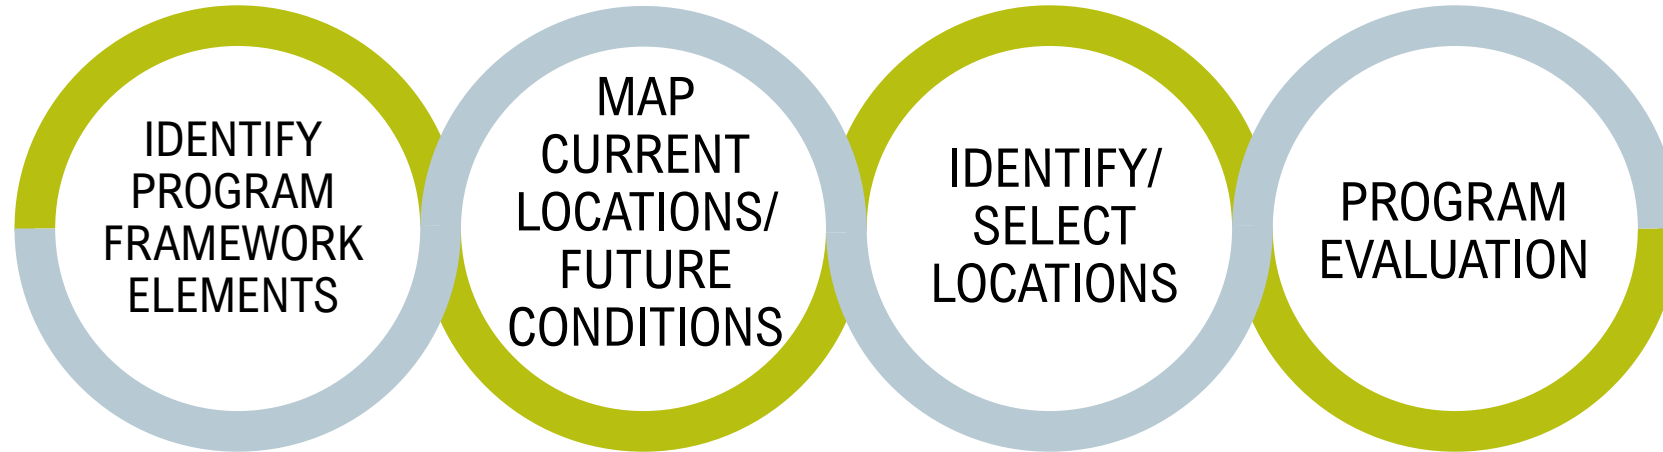 IDENTIFY
PROGRAM
FRAMEWORK
ELEMENTS
MAP
CURRENT
LOCATIONS/
FUTURE
CONDITIONS
IDENTIFY/
SELECT
LOCATIONS
PROGRAM
EVALUATION